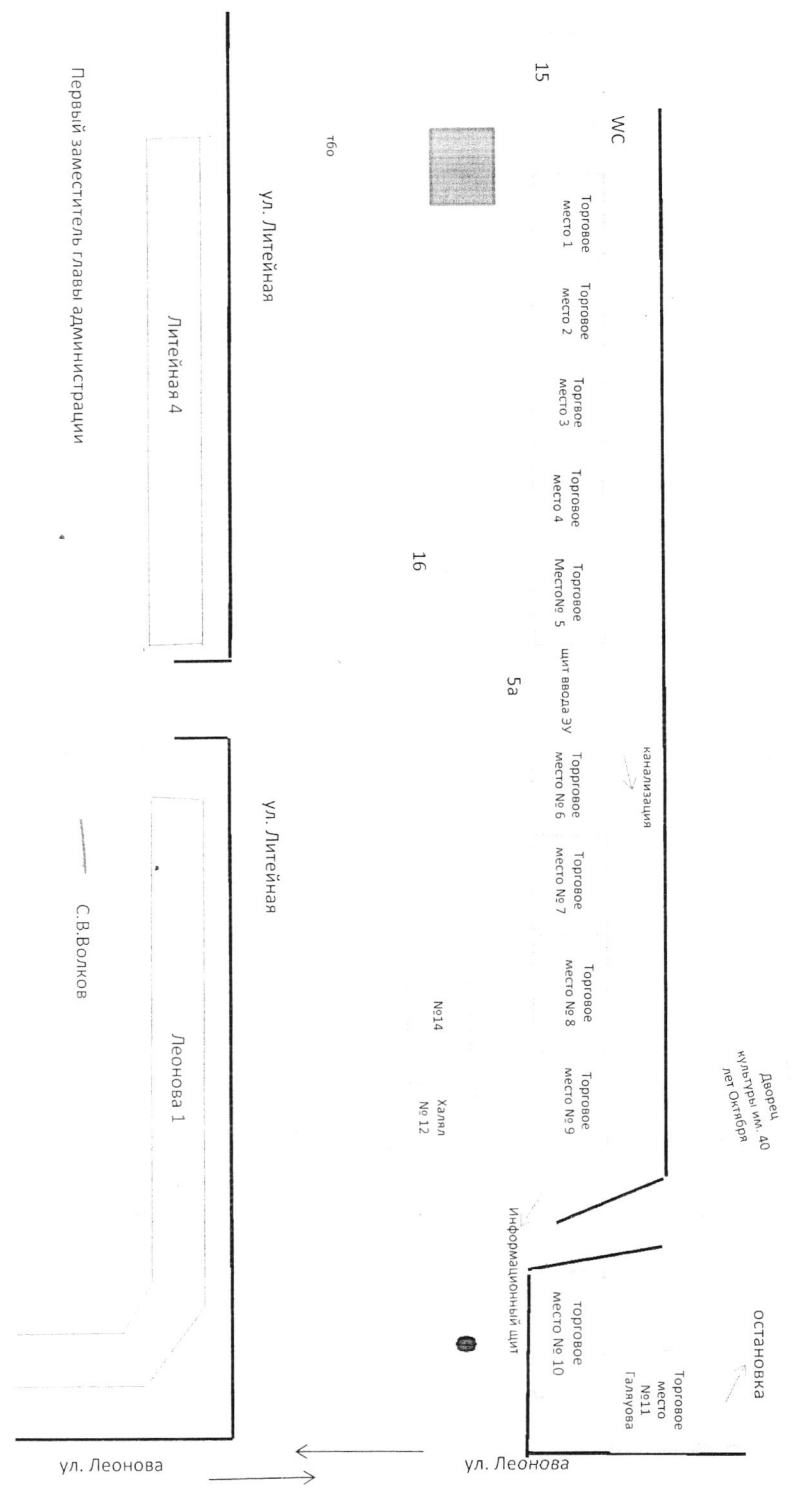 остановка
Дворец
культуры им. 40
лет Октября
WC
канализация
15
Торговое
место 1
Торговое
место 2
Торгвое
место 3
Торговое
место 4
Торговое
Место№ 5
щит ввода ЭУ
Торрговое
место № 6
Торговое
место № 7
Торговое
место № 8
Торговое
место № 9
торговое
место № 10
Торговое
место
№11
Галяуова
5а
Информационный щит
16
№14
Халял
№ 12
тбо
ул. Литейная
ул. Литейная
ул. Леонова
ул. Леонова
Литейная 4
Леонова 1
Первый заместитель главы администрации
С.В.Волков